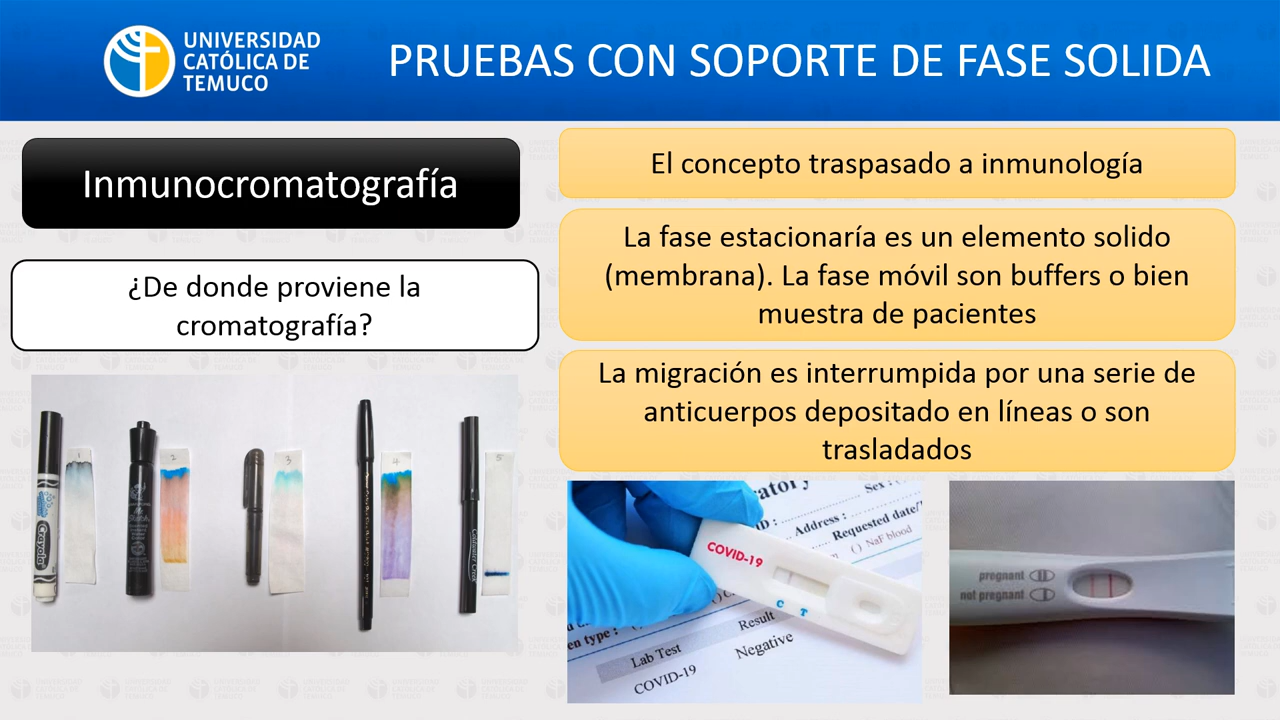 UNIVERSIDAD
CATÓLICA DE
TEMUCO
PRUEBAS CON SOPORTE DE FASE SOLIDA
Inmunocromatografía
¿De donde proviene la
cromatografía?
El concepto traspasado a inmunología
La fase estacionaría es un elemento solido
(membrana). La fase móvil son buffers o bien
muestra de pacientes
La migración es interrumpida por una serie de
anticuerpos depositado en líneas o son
trasladados
1
2
3
4
5
Crayola
Sex :
ID :
Address :
Requested date/
() NaF blood
COVID-19
C T
en type :
Result
Lab Test
Negative
COVID-19
pregnant
not pregnant